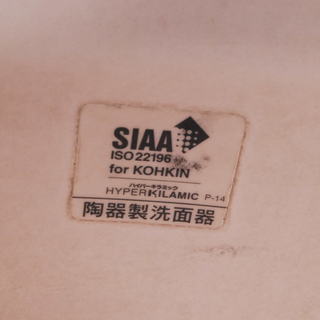 SIAA
ISO 22196
for KOHKIN
ハイパーキラミック
HYPERKILAMIC P-14
陶器製洗面器